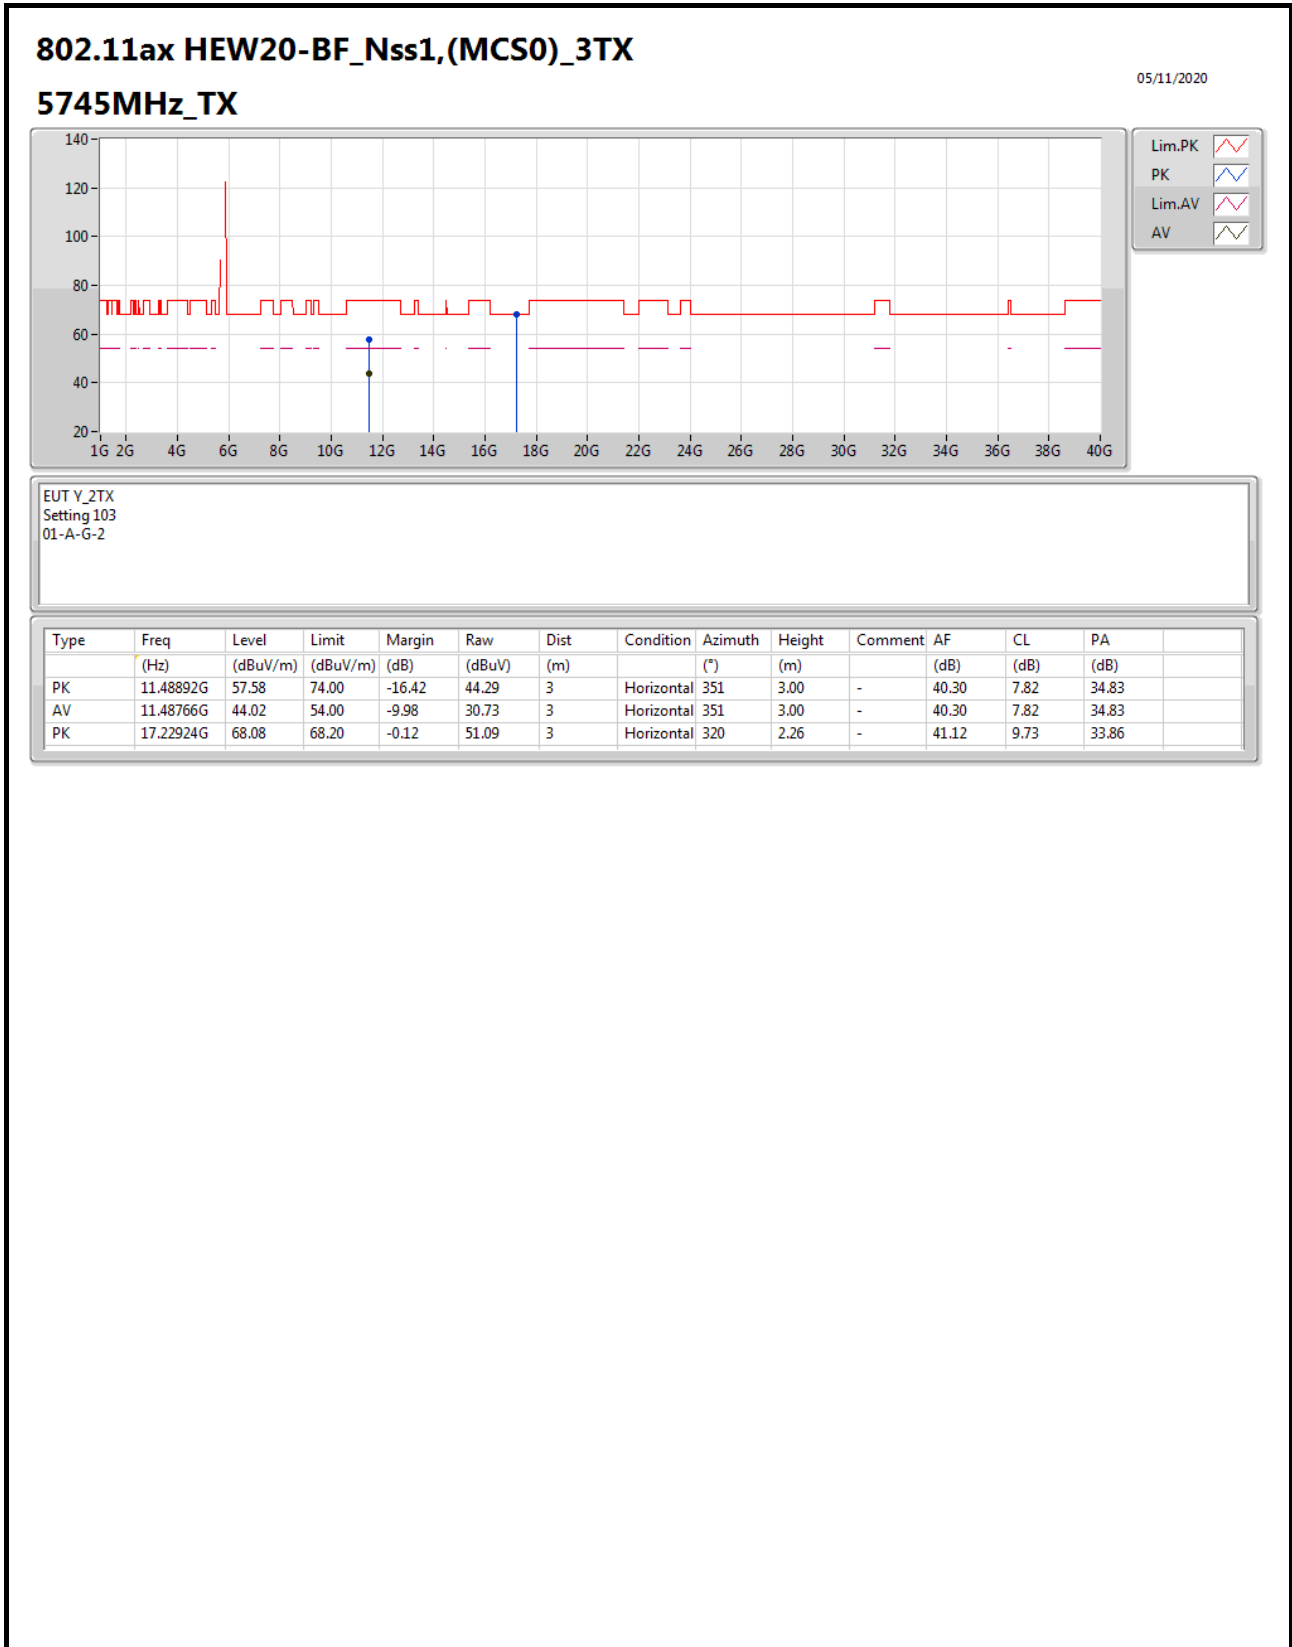 802.11ax HEW20-BF_Nss1,(MCS0)_3TX
05/11/2020
5745MHz_TX
140
120
100
80
60
40
20
1G 2G 4G 6G 8G 10G 12G 14G 16G 18G 20G 22G 24G 26G 28G 30G 32G 34G 36G 38G 40G
Lim.PK
PK
Lim.AV
AV
EUT Y_2TX
Setting 103
01-A-G-2
Type Freq Level Limit Margin Raw Dist Condition Azimuth Height Comment AF CL PA
(Hz) (dBuV/m) (dBuV/m) (dB) (dBuV) (m) (°) (m) (dB) (dB) (dB)
PK 11.48892G 57.58 74.00 -16.42 44.29 3 Horizontal 351 3.00 - 40.30 7.82 34.83
AV 11.48766G 44.02 54.00 -9.98 30.73 3 Horizontal 351 3.00 - 40.30 7.82 34.83
PK 17.22924G 68.08 68.20 -0.12 51.09 3 Horizontal 320 2.26 - 41.12 9.73 33.86